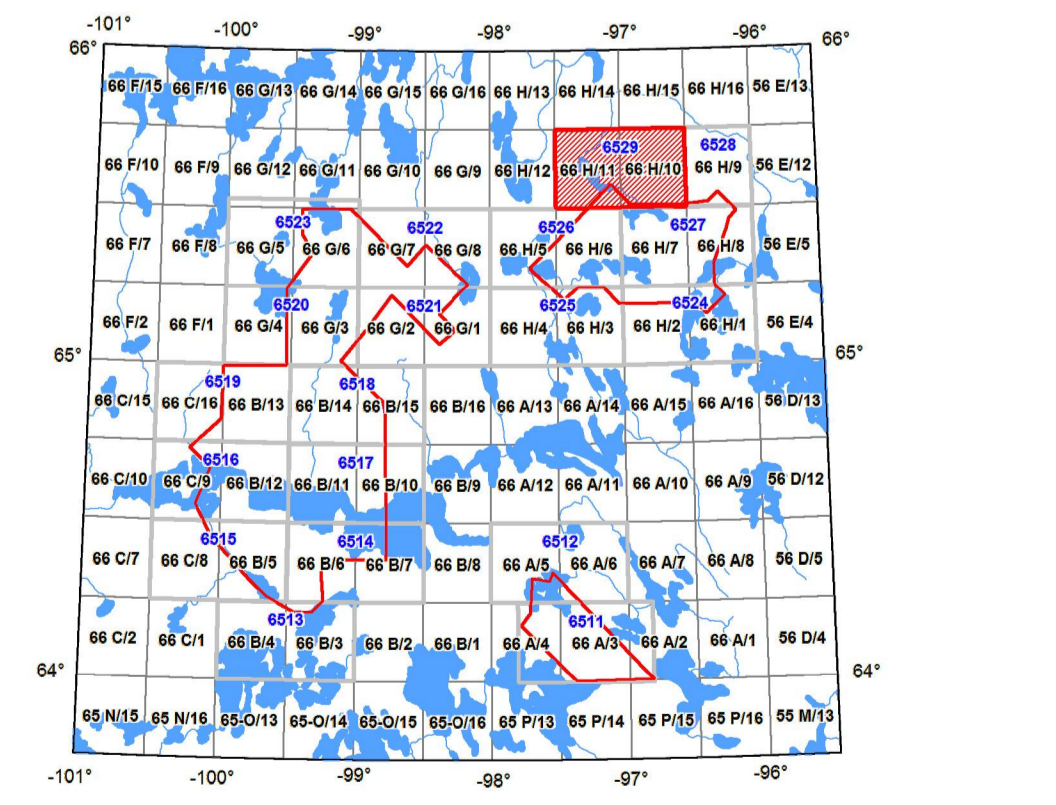 -101° -100° -99° -98° -97° -96°
66° 66°
66 F/15 66 F/16 66 G/13 66 G/14 66 G/15 66 G/16 66 H/13 66 H/14 66 H/15 66 H/16 56 E/13
6529 6528
66 F/10 66 F/9 66 G/12 66 G/11 66 G/10 66 G/9 66 H/12 66 H/11 66 H/10 66 H/9 56 E/12
6523 6522 6526 6527
66 F/7 66 F/8 66 G/5 66 G/6 66 G/7 66 G/8 66 H/5 66 H/6 66 H/7 66 H/8 56 E/5
6520 6521 6525 6524
66 F/2 66 F/1 66 G/4 66 G/3 66 G/2 66 G/1 66 H/4 66 H/3 66 H/2 66 H/1 56 E/4
65° 65°
6519 6518
66 C/15 66 C/16 66 B/13 66 B/14 66 B/15 66 B/16 66 A/13 66 A/14 66 A/15 66 A/16 56 D/13
6516 6517
66 C/10 66 C/9 66 B/12 66 B/11 66 B/10 66 B/9 66 A/12 66 A/11 66 A/10 66 A/9 56 D/12
6515 6514 6512
66 C/7 66 C/8 66 B/5 66 B/6 66 B/7 66 B/8 66 A/5 66 A/6 66 A/7 66 A/8 56 D/5
6513 6511
66 C/2 66 C/1 66 B/4 66 B/3 66 B/2 66 B/1 66 A/4 66 A/3 66 A/2 66 A/1 56 D/4
64° 64°
65 N/15 65 N/16 65-O/13 65-O/14 65-O/15 65-O/16 65 P/13 65 P/14 65 P/15 65 P/16 55 M/13
-101° -100° -99° -98° -97° -96°